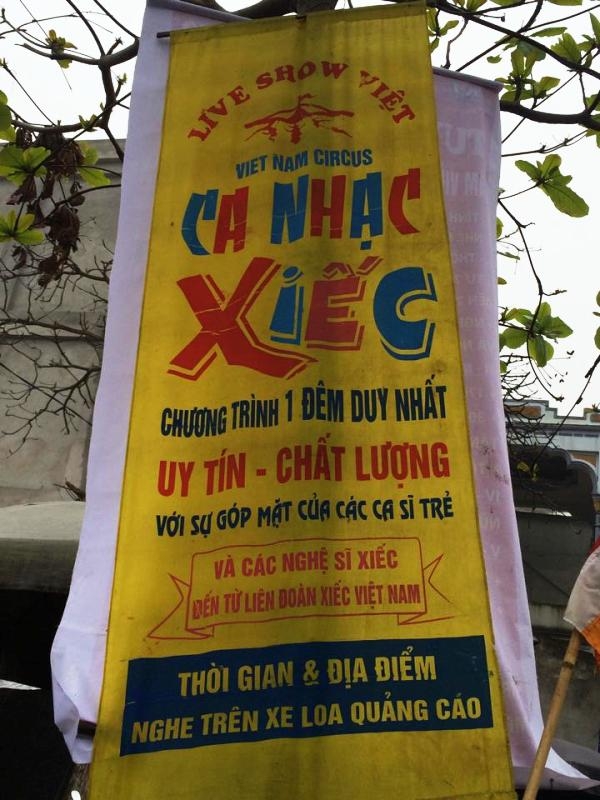 LIVE SHOW VIỆT
VIET NAM CIRCUS
CA NHẠC
XIẾC
CHƯƠNG TRÌNH 1 ĐÊM DUY NHẤT
UY TÍN - CHẤT LƯỢNG
VỚI SỰ GÓP MẶT CỦA CÁC CA SĨ TRẺ
VÀ CÁC NGHỆ SĨ XIẾC
ĐẾN TỪ LIÊN ĐOÀN XIẾC VIỆT NAM
THỜI GIAN & ĐỊA ĐIỂM
NGHE TRÊN XE LOA QUẢNG CÁO